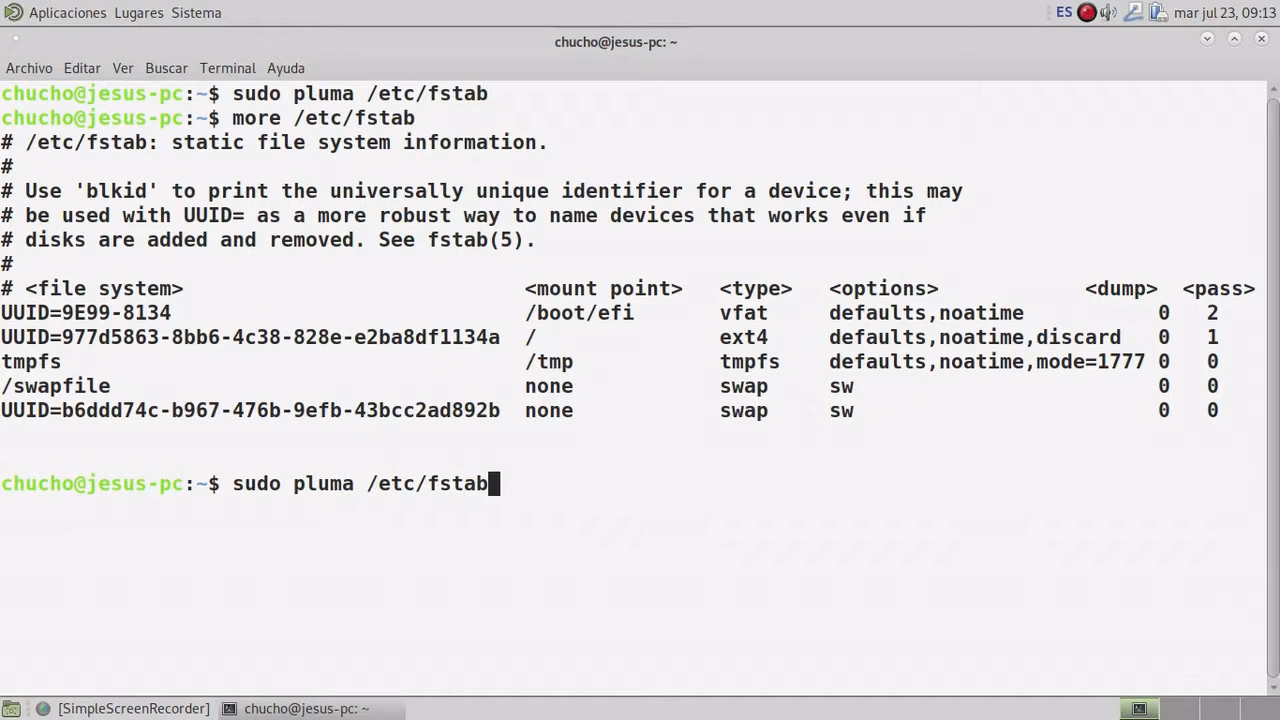 Aplicaciones Lugares Sistema ES mar jul 23, 09:13
chucho@jesus-pc: ~
Archivo Editar Ver Buscar Terminal Ayuda
chucho@jesus-pc:~$ sudo pluma /etc/fstab
chucho@jesus-pc:~$ more /etc/fstab
# /etc/fstab: static file system information.
#
# Use 'blkid' to print the universally unique identifier for a device; this may
# be used with UUID= as a more robust way to name devices that works even if
# disks are added and removed. See fstab(5).
#
# <file system> <mount point> <type> <options> <dump> <pass>
UUID=9E99-8134 /boot/efi vfat defaults,noatime 0 2
UUID=977d5863-8bb6-4c38-828e-e2ba8df1134a / ext4 defaults,noatime,discard 0 1
tmpfs /tmp tmpfs defaults,noatime,mode=1777 0 0
/swapfile none swap sw 0 0
UUID=b6ddd74c-b967-476b-9efb-43bcc2ad892b none swap sw 0 0
chucho@jesus-pc:~$ sudo pluma /etc/fstab
[SimpleScreenRecorder] chucho@jesus-pc: ~